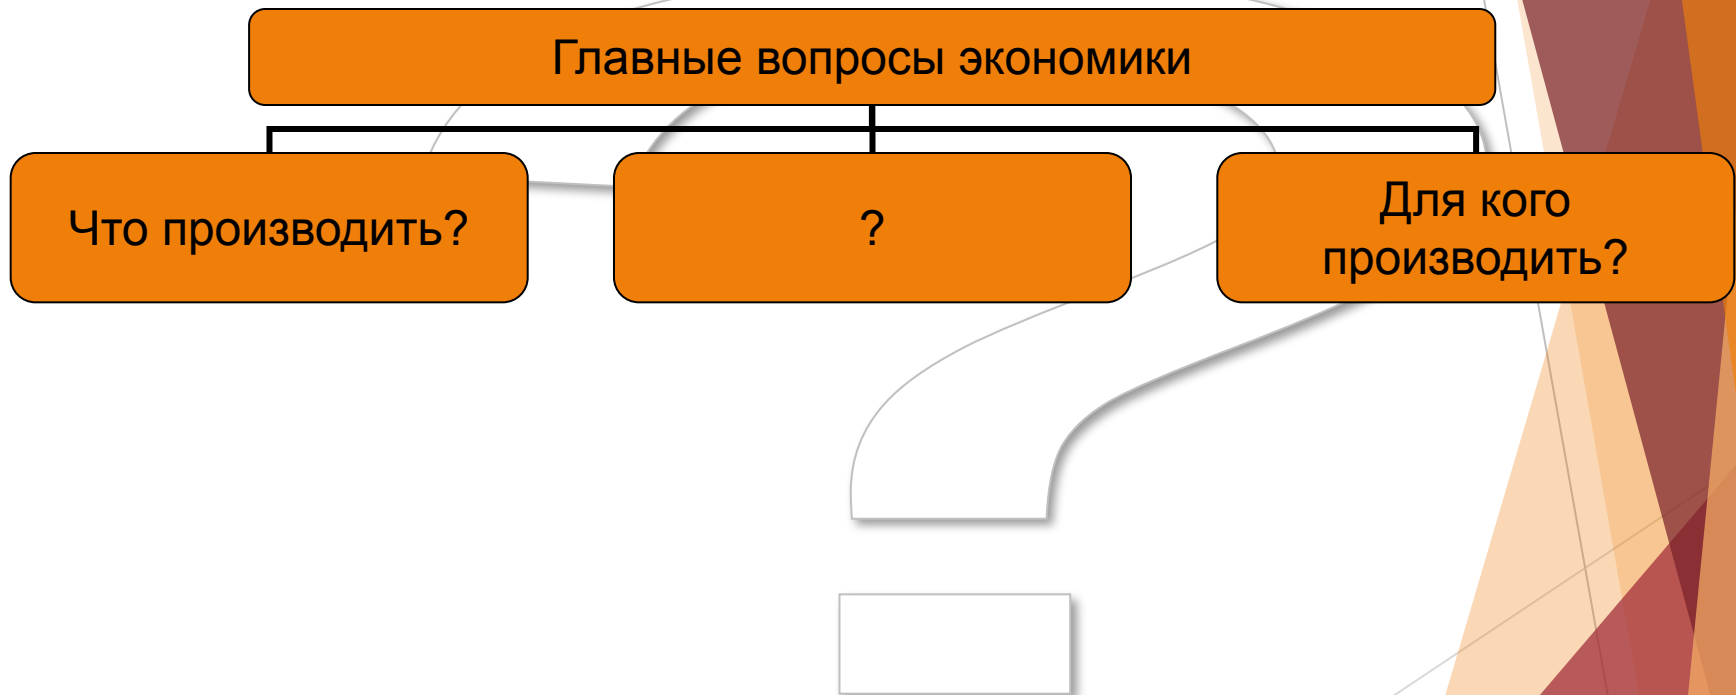 Главные вопросы экономики
Что производить?
?
Для кого
производить?